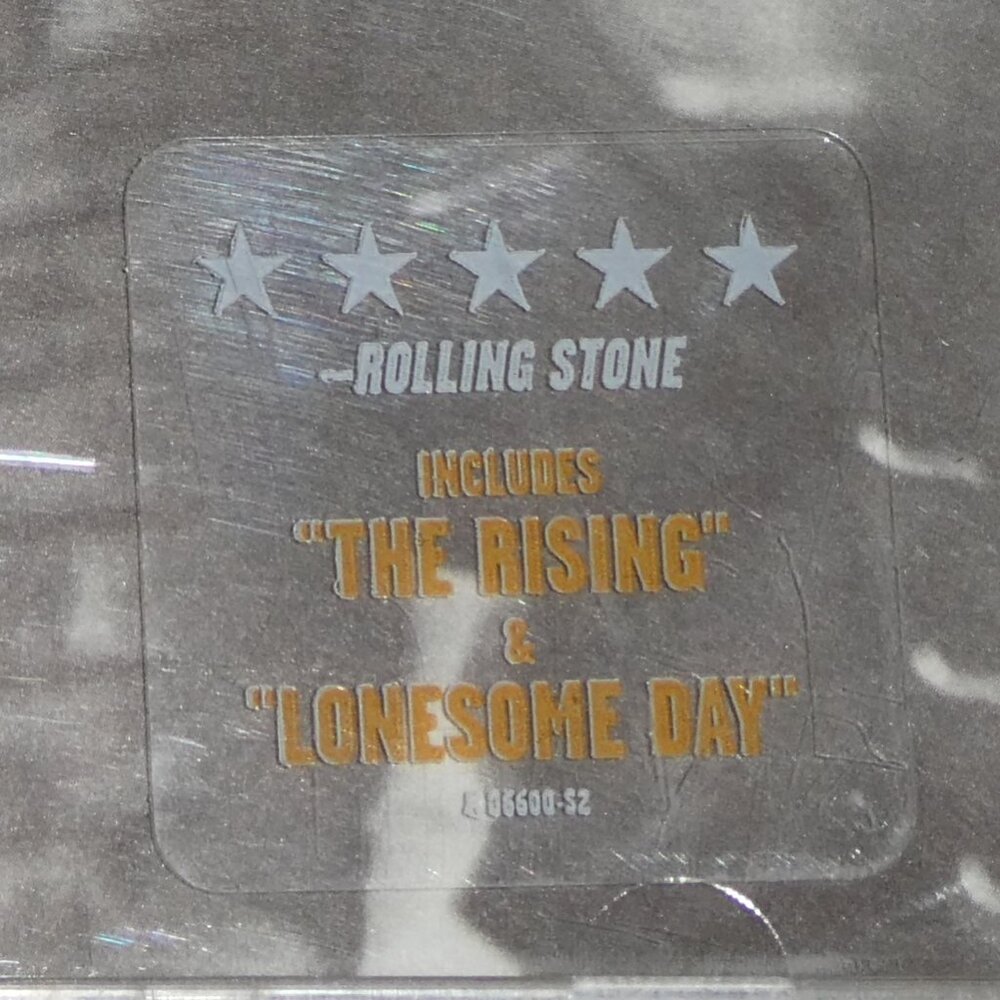 –ROLLING STONE
INCLUDES
"THE RISING"
&
"LONESOME DAY"